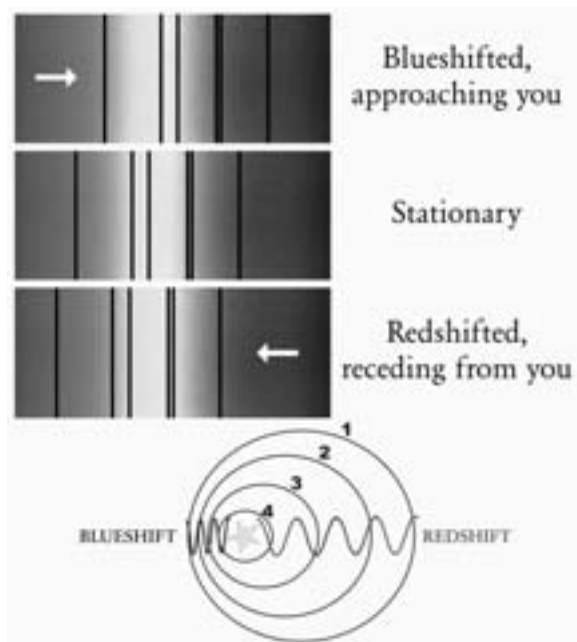 Blueshifted,
approaching you
Stationary
Redshifted,
receding from you
1
2
3
4
BLUESHIFT
REDSHIFT